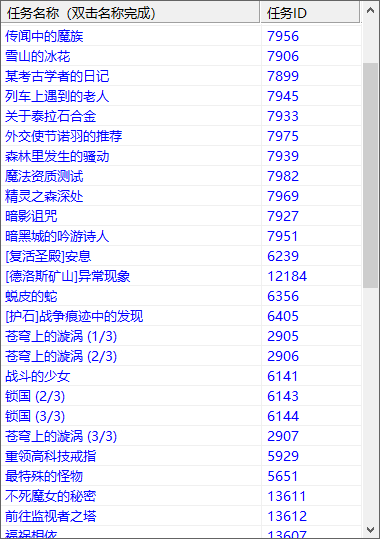 任务名称（双击名称完成） 任务ID
传闻中的魔族 7956
雪山的冰花 7906
某考古学者的日记 7899
列车上遇到的老人 7945
关于泰拉石合金 7933
外交使节诺羽的推荐 7975
森林里发生的骚动 7939
魔法资质测试 7982
精灵之森深处 7969
暗影诅咒 7927
暗黑城的吟游诗人 7951
[复活圣殿]安息 6239
[德洛斯矿山]异常现象 12184
蜕皮的蛇 6356
[护石]战争痕迹中的发现 6405
苍穹上的漩涡 (1/3) 2905
苍穹上的漩涡 (2/3) 2906
战斗的少女 6141
锁国 (2/3) 6143
锁国 (3/3) 6144
苍穹上的漩涡 (3/3) 2907
重领高科技戒指 5929
最特殊的怪物 5651
不死魔女的秘密 13611
前往监视者之塔 13612
福祸相依 13607